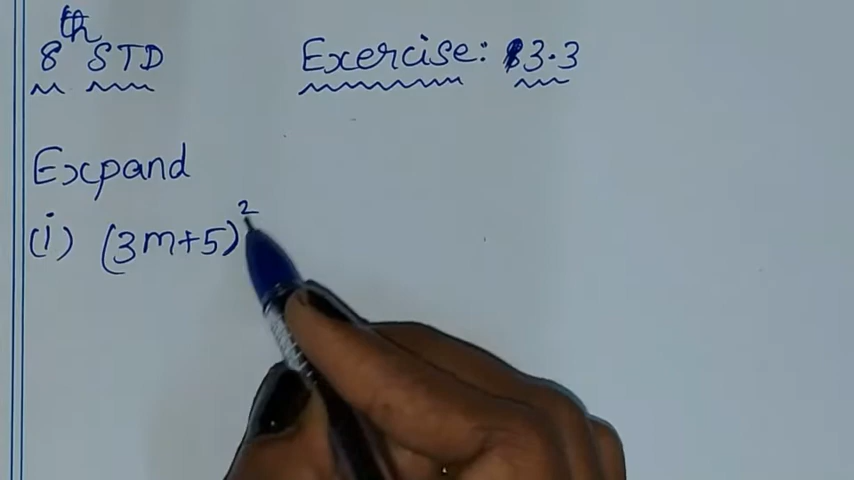 8th STD Exercise: 3.3
Expand
(i) (3m+5)²